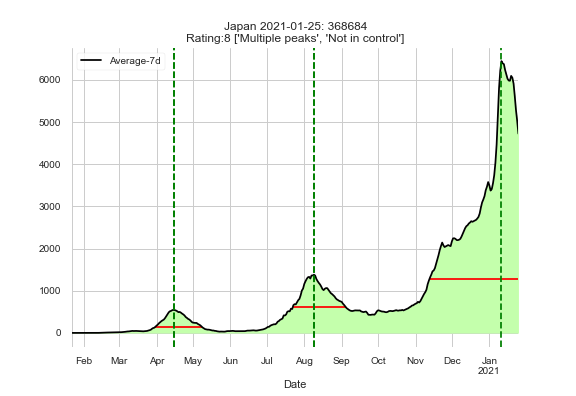 Japan 2021-01-25: 368684
Rating:8 ['Multiple peaks', 'Not in control']
Average-7d
6000
5000
4000
3000
2000
1000
0
Feb Mar Apr May Jun Jul Aug Sep Oct Nov Dec Jan
2021
Date